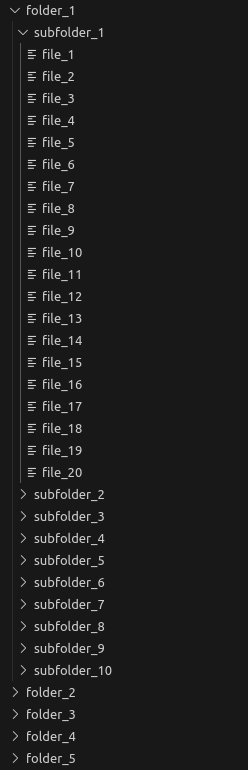 folder_1
subfolder_1
file_1
file_2
file_3
file_4
file_5
file_6
file_7
file_8
file_9
file_10
file_11
file_12
file_13
file_14
file_15
file_16
file_17
file_18
file_19
file_20
subfolder_2
subfolder_3
subfolder_4
subfolder_5
subfolder_6
subfolder_7
subfolder_8
subfolder_9
subfolder_10
folder_2
folder_3
folder_4
folder_5